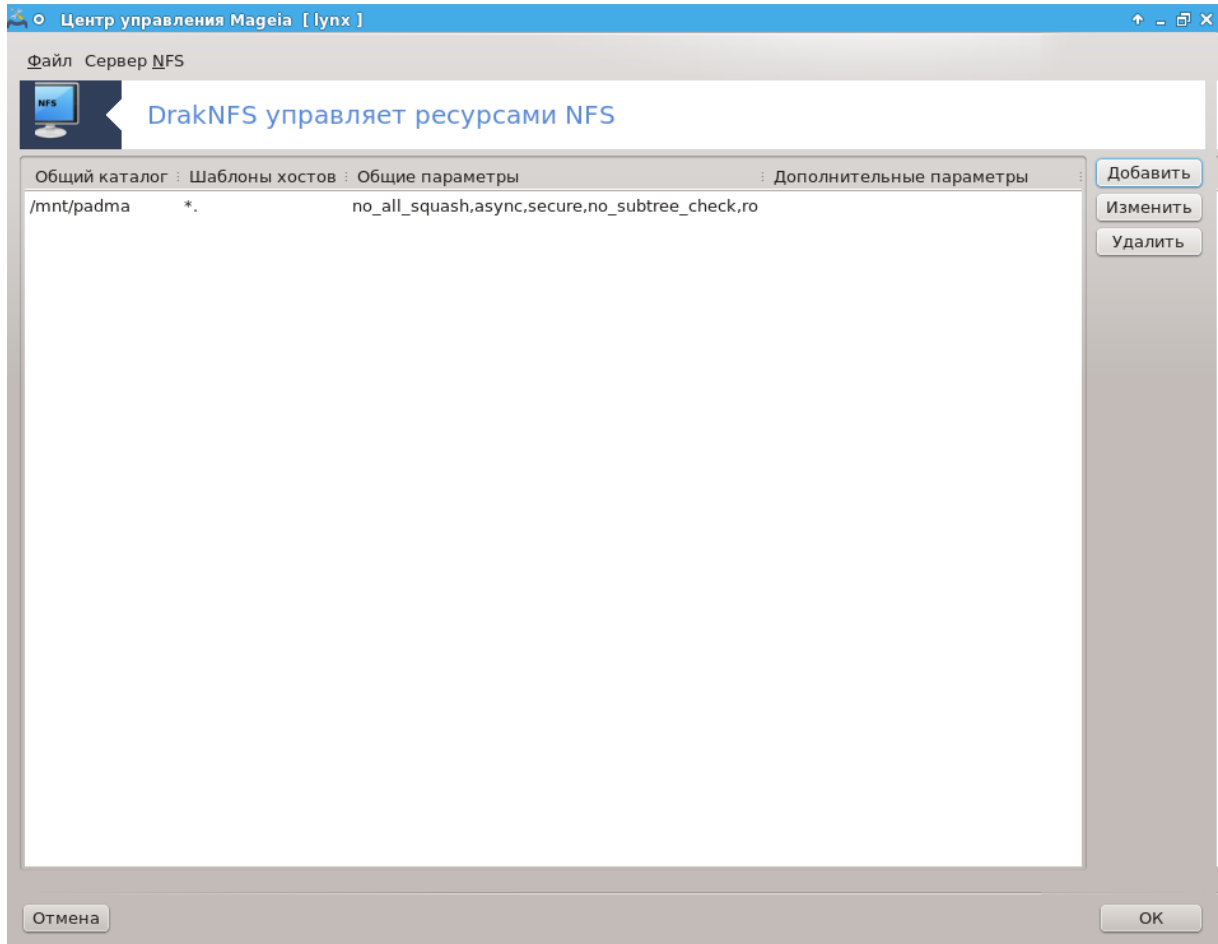 Центр управления Mageia [ lynx ]
Файл Сервер NFS
NFS
DrakNFS управляет ресурсами NFS
Общий каталог Шаблоны хостов Общие параметры Дополнительные параметры
Добавить
/mnt/padma *. no_all_squash,async,secure,no_subtree_check,ro
Изменить
Удалить
Отмена OK